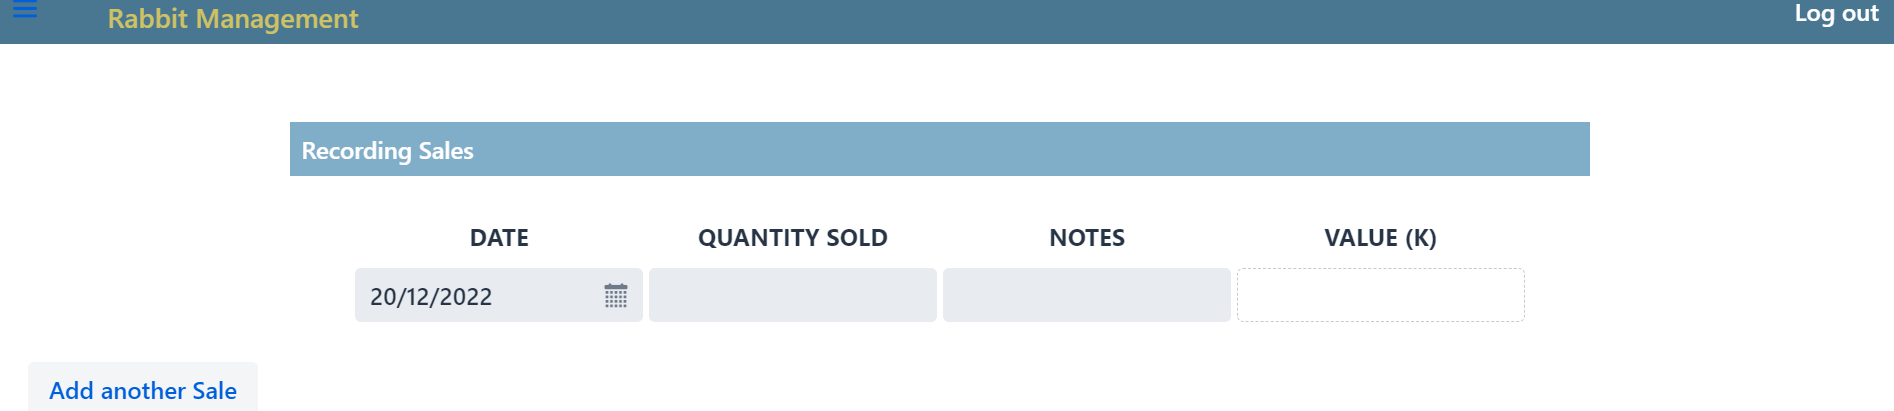 Rabbit Management
Log out
Recording Sales
DATE QUANTITY SOLD NOTES VALUE (K)
20/12/2022
Add another Sale